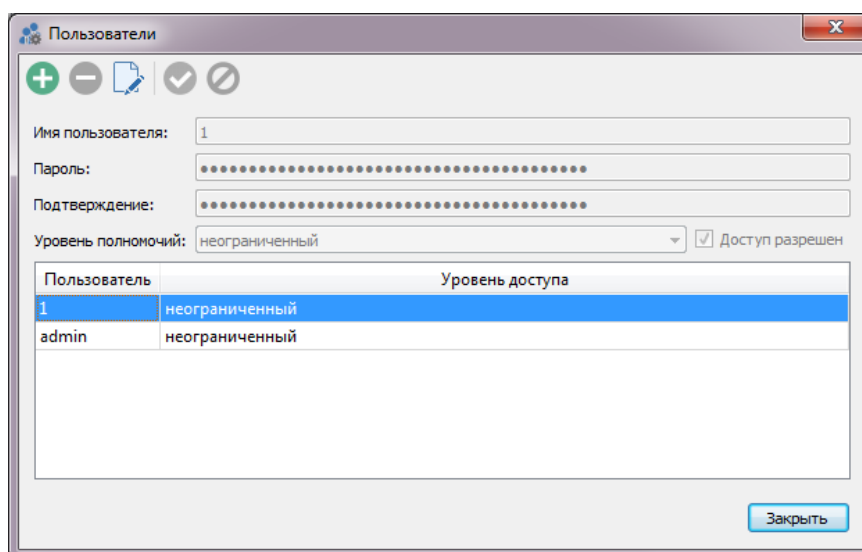 Пользователи
Имя пользователя: 1
Пароль: ●●●●●●●●●●●●●●●●●●●●●●●●●●●●●●●●●●●●●●●●
Подтверждение: ●●●●●●●●●●●●●●●●●●●●●●●●●●●●●●●●●●●●●●●●
Уровень полномочий: неограниченный Доступ разрешен
Пользователь Уровень доступа
1 неограниченный
admin неограниченный
Закрыть